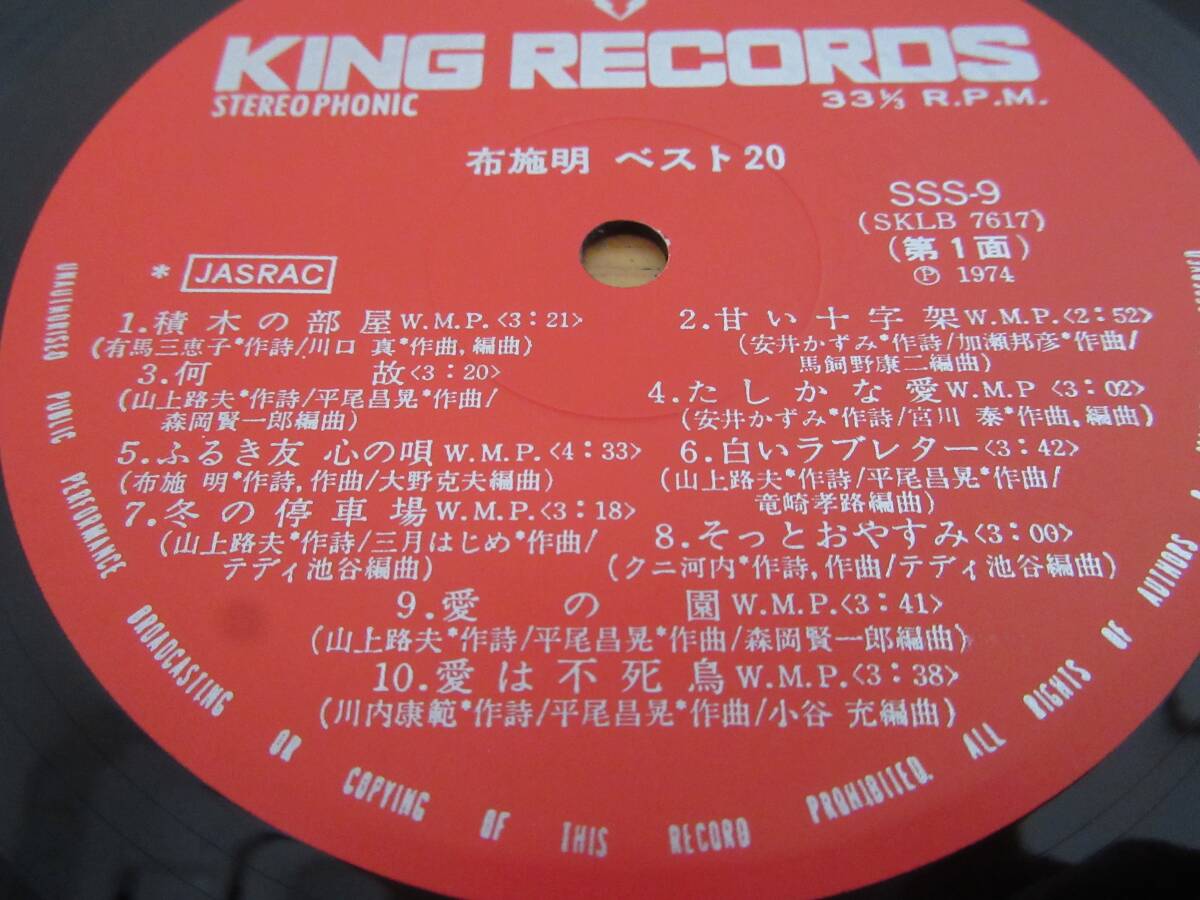 KING RECORDS
STEREOPHONIC
33⅓ R.P.M.
布施明 ベスト20
SSS-9
(SKLB 7617)
(第1面)
Ⓟ 1974
* JASRAC
1.積木の部屋W.M.P.<3:21>
(有馬三恵子*作詩/川口 真*作曲,編曲)
2.甘い十字架W.M.P.<2:52>
(安井かずみ*作詩/加瀬邦彦*作曲/
馬飼野康二編曲)
3.何 故<3:20>
(山上路夫*作詩/平尾昌晃*作曲/
森岡賢一郎編曲)
4.たしかな愛W.M.P<3:02>
(安井かずみ*作詩/宮川 泰*作曲,編曲)
5.ふるき友 心の唄W.M.P.<4:33>
(布施 明*作詩,作曲/大野克夫編曲)
6.白いラブレター<3:42>
(山上路夫*作詩/平尾昌晃*作曲/
竜崎孝路編曲)
7.冬の停車場W.M.P.<3:18>
(山上路夫*作詩/三月はじめ*作曲/
テディ池谷編曲)
8.そっとおやすみ<3:00>
(クニ河内*作詩,作曲/テディ池谷編曲)
9.愛の園W.M.P.<3:41>
(山上路夫*作詩/平尾昌晃*作曲/森岡賢一郎編曲)
10.愛は不死鳥W.M.P.<3:38>
(川内康範*作詩/平尾昌晃*作曲/小谷 充編曲)
UNAUTHORISED PUBLIC PERFORMANCE BROADCASTING OR COPYING OF THIS RECORD PROHIBITED. ALL RIGHTS OF AUTHORS